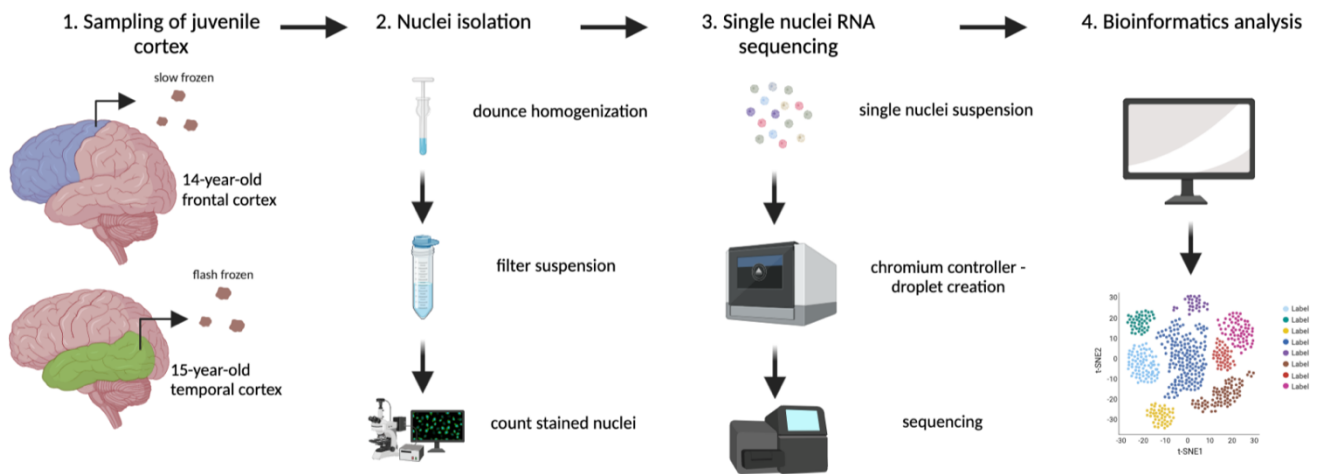 1. Sampling of juvenile
cortex
2. Nuclei isolation
3. Single nuclei RNA
sequencing
4. Bioinformatics analysis
slow frozen
14-year-old
frontal cortex
flash frozen
15-year-old
temporal cortex
dounce homogenization
filter suspension
count stained nuclei
single nuclei suspension
chromium controller -
droplet creation
sequencing
30
20
10
0
-10
-20
-30
t-SNE2
-30 -20 -10 0 10 20 30
t-SNE1
Label
Label
Label
Label
Label
Label
Label
Label